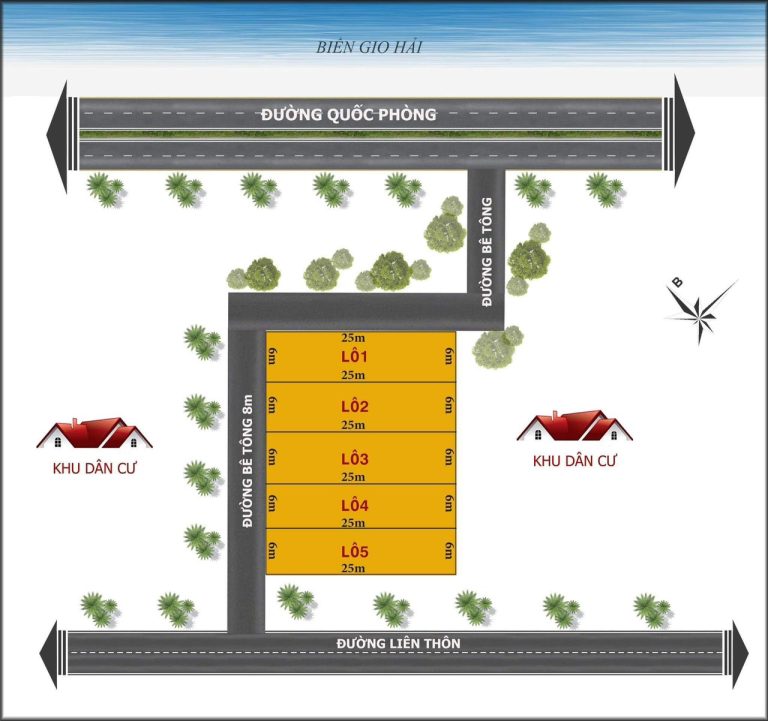 BIỂN GIO HẢI
ĐƯỜNG QUỐC PHÒNG
ĐƯỜNG BÊ TÔNG
B
25m
6m
LÔ1
6m
25m
6m
LÔ2
6m
25m
ĐƯỜNG BÊ TÔNG 8m
KHU DÂN CƯ
KHU DÂN CƯ
6m
LÔ3
6m
25m
6m
LÔ4
6m
25m
6m
LÔ5
6m
25m
ĐƯỜNG LIÊN THÔN